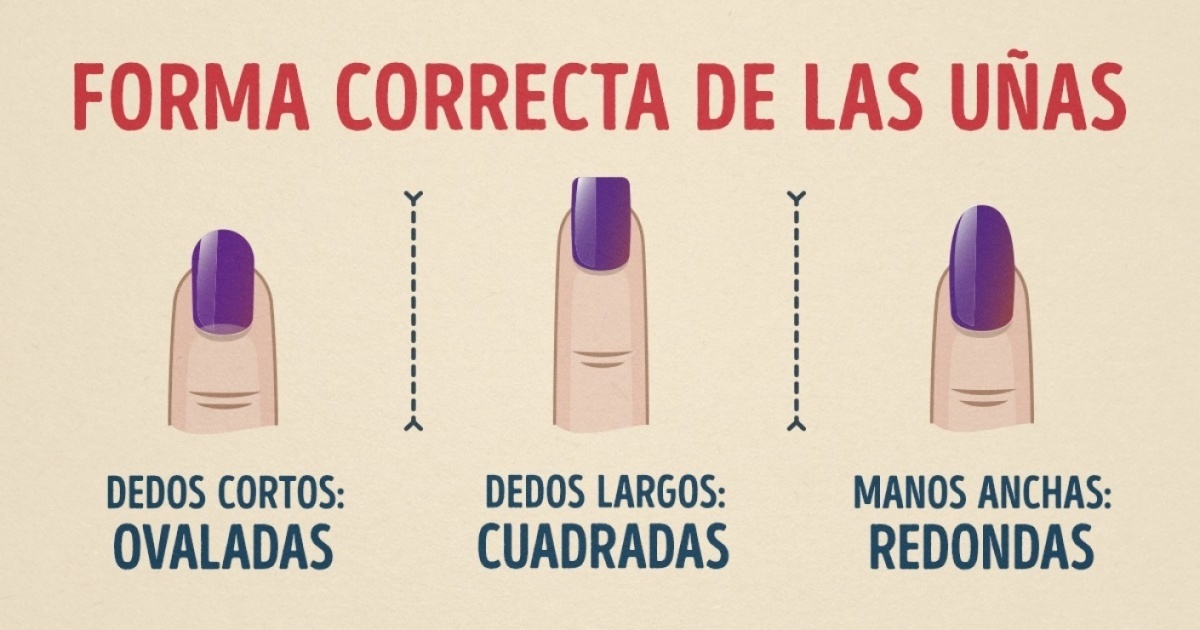 FORMA CORRECTA DE LAS UÑAS
DEDOS CORTOS:
OVALADAS
DEDOS LARGOS:
CUADRADAS
MANOS ANCHAS:
REDONDAS